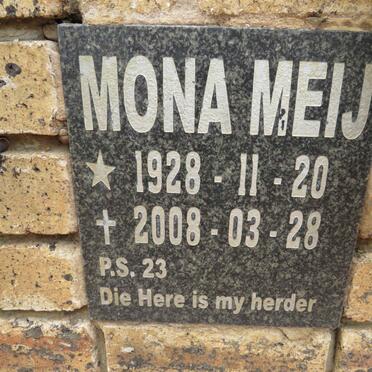 MONA MEIJ
1928 - 11 - 20
2008 - 03 - 28
P.S. 23
Die Here is my herder